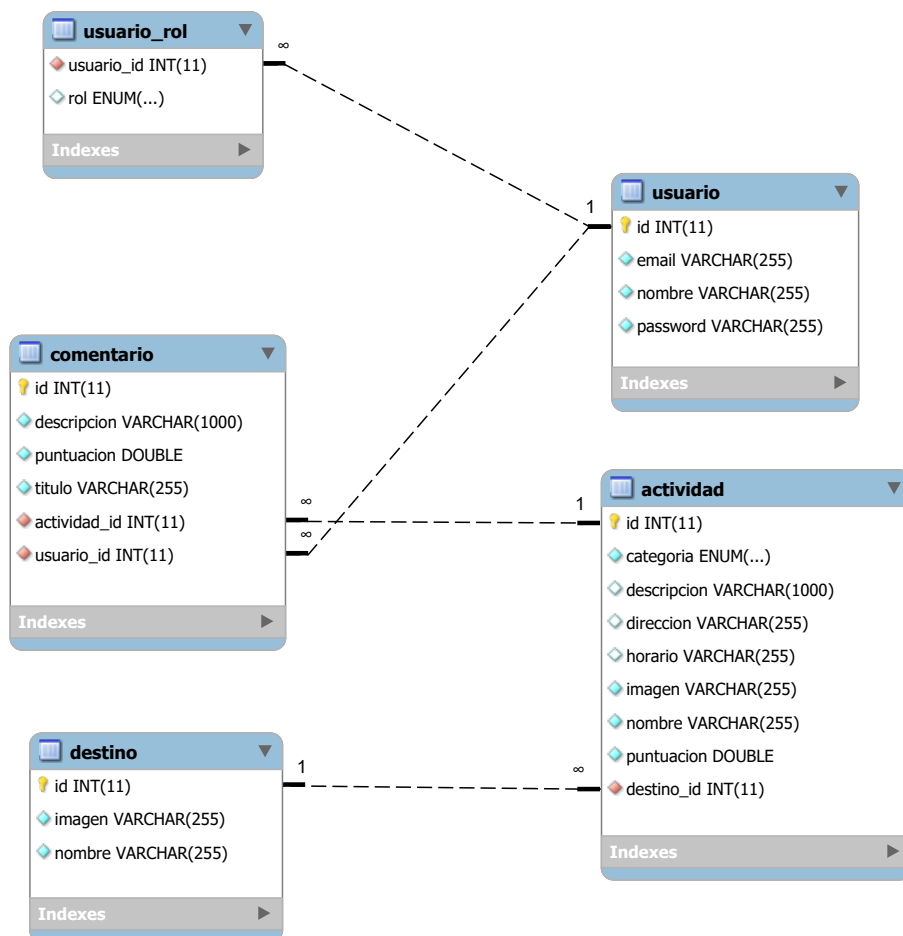 usuario_rol
usuario_id INT(11)
rol ENUM(...)
Indexes
∞
1
usuario
id INT(11)
email VARCHAR(255)
nombre VARCHAR(255)
password VARCHAR(255)
Indexes
comentario
id INT(11)
descripcion VARCHAR(1000)
puntuacion DOUBLE
titulo VARCHAR(255)
actividad_id INT(11)
usuario_id INT(11)
Indexes
∞
∞
1
actividad
id INT(11)
categoria ENUM(...)
descripcion VARCHAR(1000)
direccion VARCHAR(255)
horario VARCHAR(255)
imagen VARCHAR(255)
nombre VARCHAR(255)
puntuacion DOUBLE
destino_id INT(11)
Indexes
destino
id INT(11)
imagen VARCHAR(255)
nombre VARCHAR(255)
Indexes
1
∞